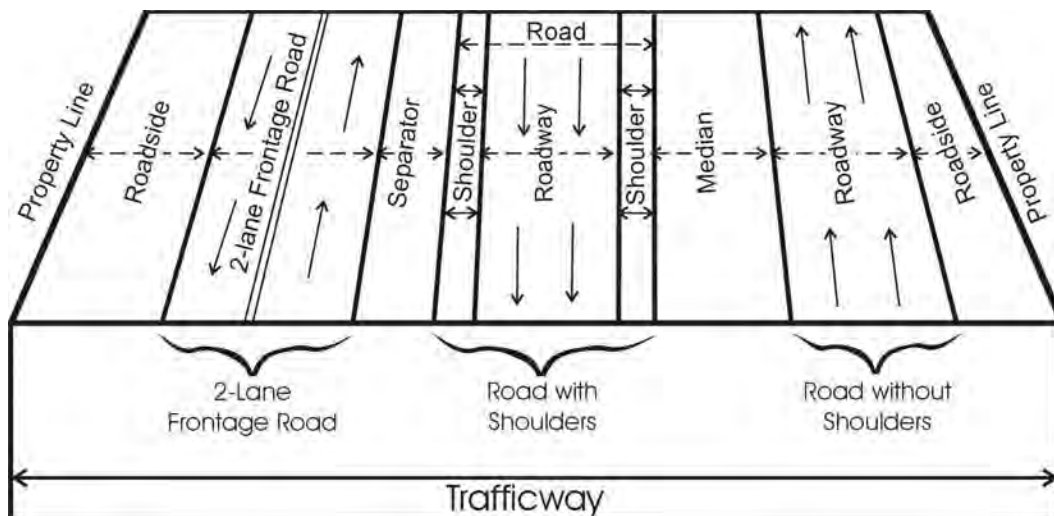 Road
Property Line
Roadside
2-lane Frontage Road
Separator
Shoulder
Roadway
Shoulder
Median
Roadway
Roadside
Property Line
2-Lane
Frontage Road
Road with
Shoulders
Road without
Shoulders
Trafficway